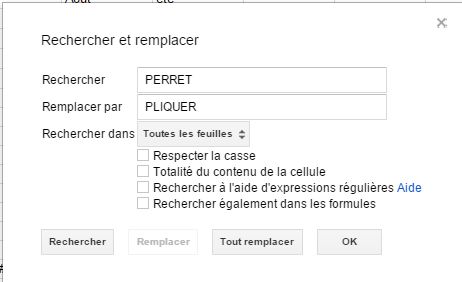 Août été
Rechercher et remplacer
Rechercher PERRET
Remplacer par PLIQUER
Rechercher dans Toutes les feuilles
Respecter la casse
Totalité du contenu de la cellule
Rechercher à l'aide d'expressions régulières Aide
Rechercher également dans les formules
Rechercher Remplacer Tout remplacer OK
#